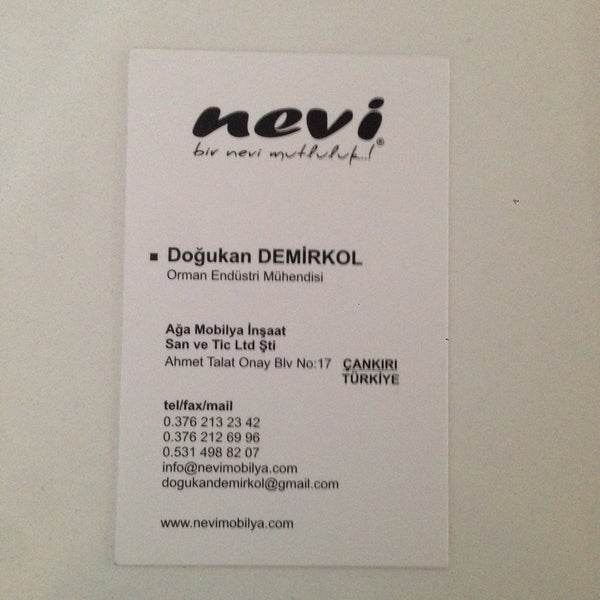 nevi®
bir nevi mutluluk..!
Doğukan DEMİRKOL
Orman Endüstri Mühendisi
Ağa Mobilya İnşaat
San ve Tic Ltd Şti
Ahmet Talat Onay Blv No:17 ÇANKIRI
TÜRKİYE
tel/fax/mail
0.376 213 23 42
0.376 212 69 96
0.531 498 82 07
info@nevimobilya.com
dogukandemirkol@gmail.com
www.nevimobilya.com